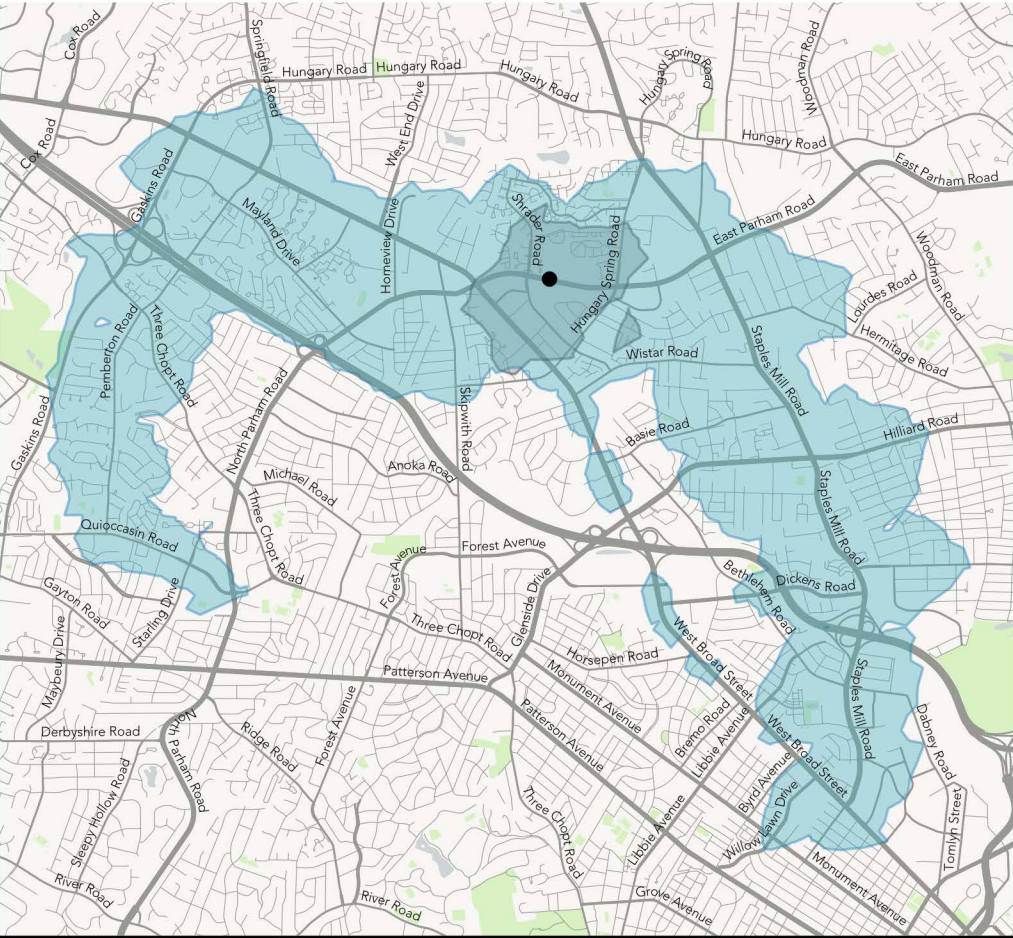 Cox Road
Springfield Road
Hungary Road
Hungary Road
Hungary Road
Hungary Spring Road
Woodman Road
Cox Road
West End Drive
Hungary Road
East Parham Road
Gaskins Road
Mayland Drive
Homeview Drive
Shrader Road
Hungary Spring Road
East Parham Road
Woodman Road
Lourdes Road
Hermitage Road
Pemberton Road
Three Chopt Road
Wistar Road
Staples Mill Road
Gaskins Road
North Parham Road
Skipwith Road
Basie Road
Hilliard Road
Anoka Road
Michael Road
Three Chopt Road
Staples Mill Road
Quioccasin Road
Forest Avenue
Forest Avenue
Glenside Drive
Bethlehem Road
Dickens Road
Gayton Road
Starling Drive
Three Chopt Road
West Broad Street
Horsepen Road
Maybeury Drive
Patterson Avenue
Monument Avenue
Staples Mill Road
Derbyshire Road
North Parham Road
Ridge Road
Forest Avenue
Patterson Avenue
Bremo Road
Libbie Avenue
West Broad Street
Dabney Road
Byrd Avenue
Sleepy Hollow Road
Three Chopt Road
Libbie Avenue
Willow Lawn Drive
Tomlyn Street
Monument Avenue
River Road
River Road
Grove Avenue